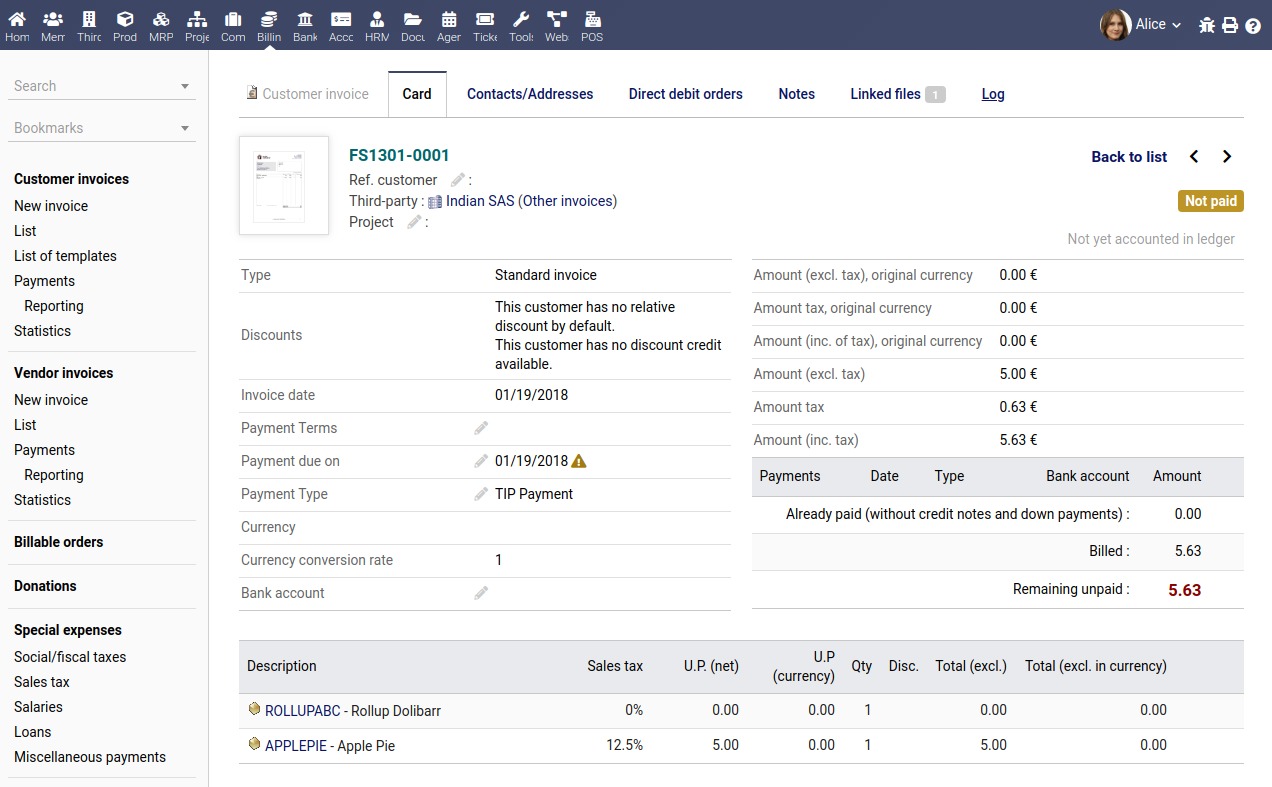 Hom Mem Third Prod MRP Proje Com Billin Bank Acco HRM Docu Agen Ticke Tools Web POS
Alice
Search
Bookmarks
Customer invoices
New invoice
List
List of templates
Payments
Reporting
Statistics
Vendor invoices
New invoice
List
Payments
Reporting
Statistics
Billable orders
Donations
Special expenses
Social/fiscal taxes
Sales tax
Salaries
Loans
Miscellaneous payments
Customer invoice Card Contacts/Addresses Direct debit orders Notes Linked files 1 Log
FS1301-0001
Ref. customer :
Third-party : Indian SAS (Other invoices)
Project :
Back to list
Not paid
Not yet accounted in ledger
Type Standard invoice
Discounts
This customer has no relative
discount by default.
This customer has no discount credit
available.
Invoice date 01/19/2018
Payment Terms
Payment due on 01/19/2018
Payment Type TIP Payment
Currency
Currency conversion rate 1
Bank account
Amount (excl. tax), original currency 0.00 €
Amount tax, original currency 0.00 €
Amount (inc. of tax), original currency 0.00 €
Amount (excl. tax) 5.00 €
Amount tax 0.63 €
Amount (inc. tax) 5.63 €
Payments Date Type Bank account Amount
Already paid (without credit notes and down payments) : 0.00
Billed : 5.63
Remaining unpaid : 5.63
Description Sales tax U.P. (net) U.P (currency) Qty Disc. Total (excl.) Total (excl. in currency)
ROLLUPABC - Rollup Dolibarr 0% 0.00 0.00 1 0.00 0.00
APPLEPIE - Apple Pie 12.5% 5.00 0.00 1 5.00 0.00